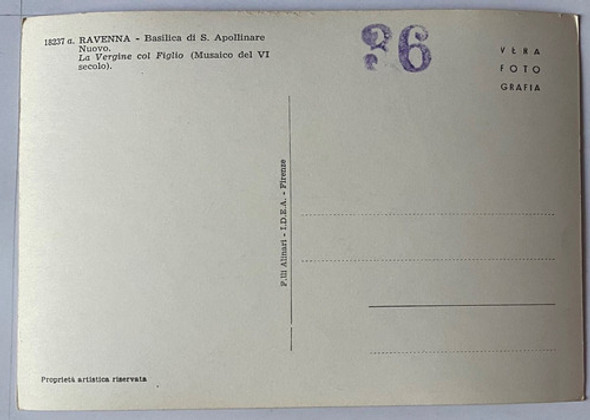 18237 a. RAVENNA - Basilica di S. Apollinare
Nuovo.
La Vergine col Figlio (Musaico del VI
secolo).
36
VERA
FOTO
GRAFIA
F.lli Alinari - I.D.E.A. - Firenze
Proprietà artistica riservata